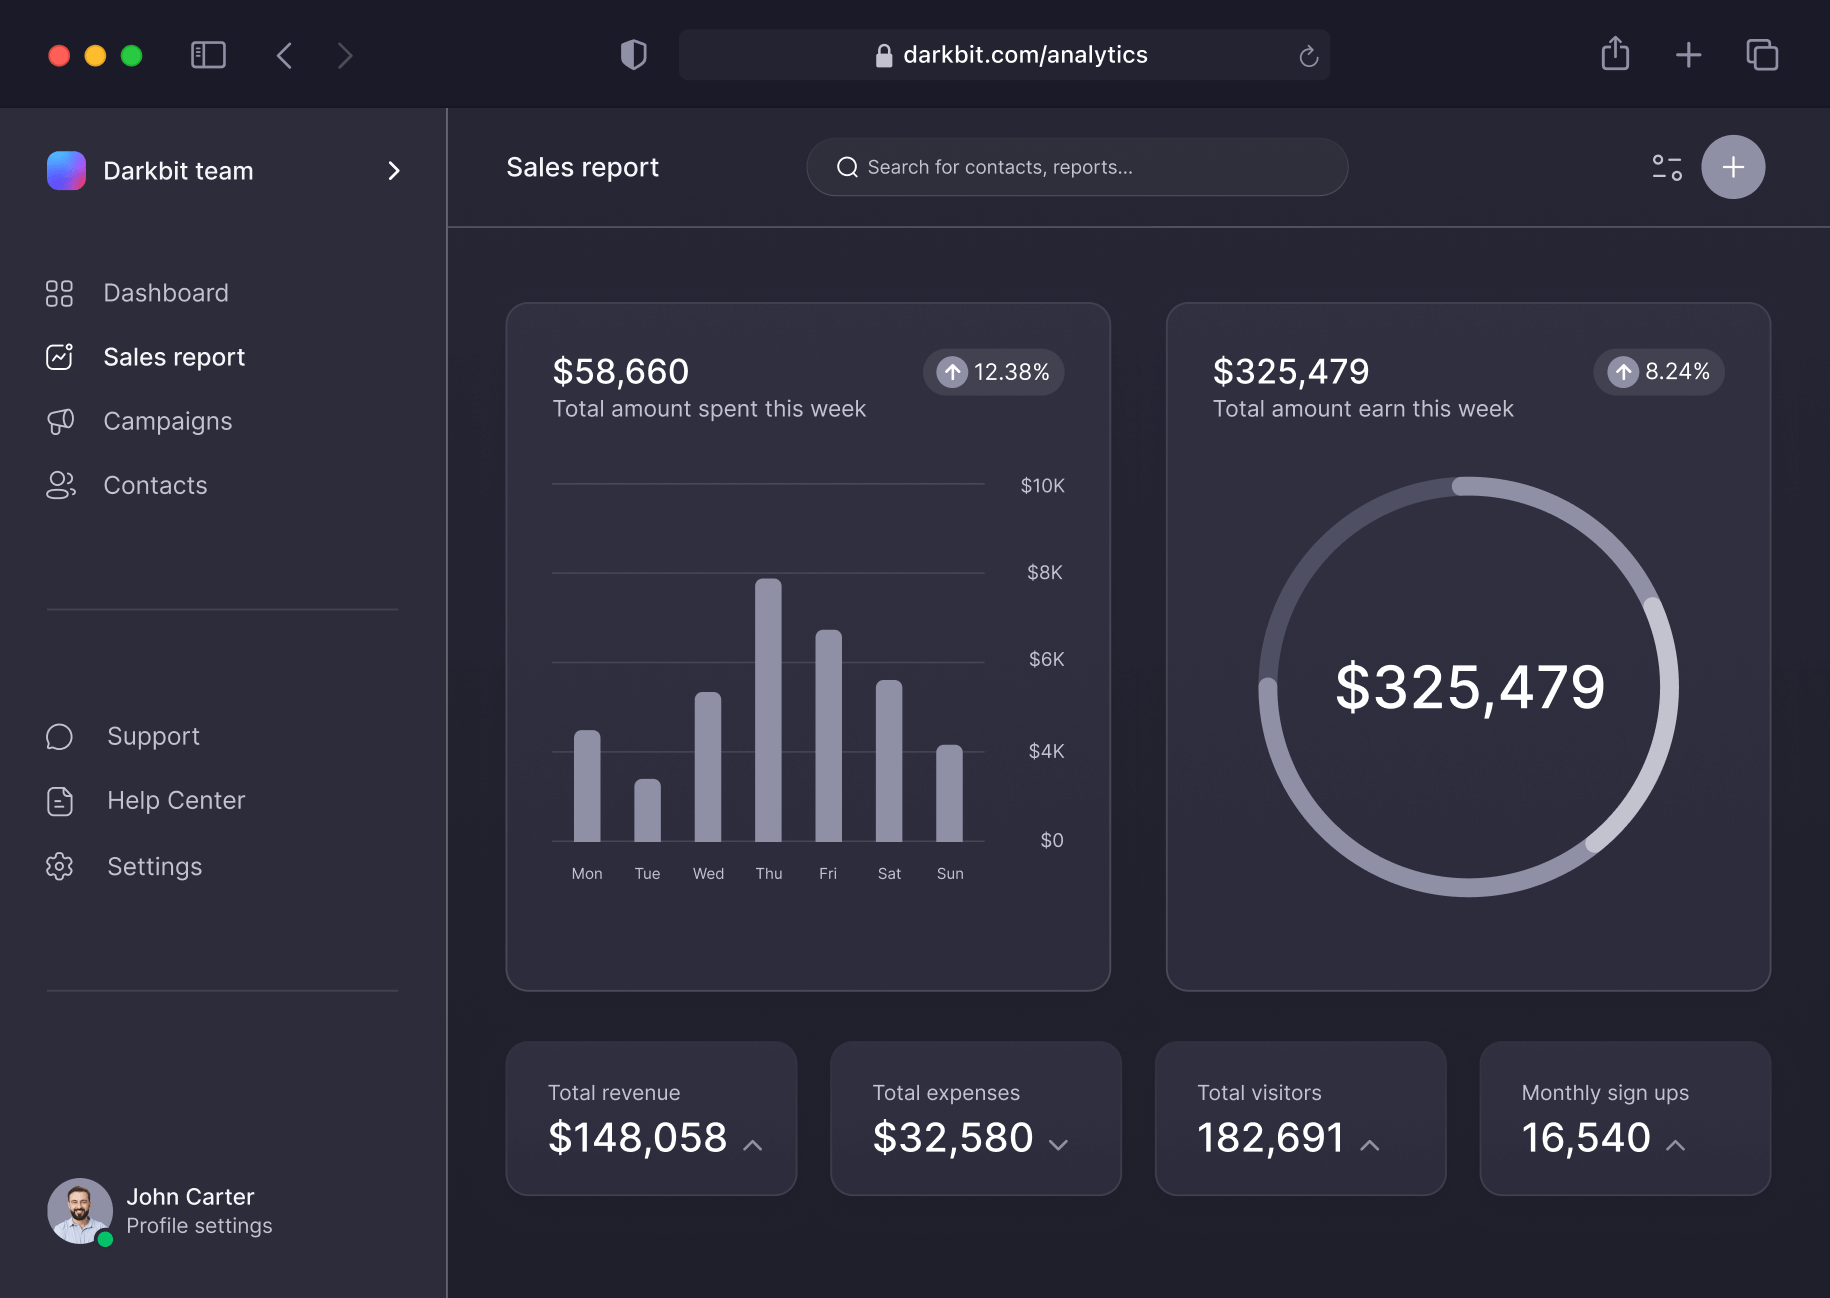 darkbit.com/analytics
Darkbit team
Sales report
Search for contacts, reports...
Dashboard
Sales report
Campaigns
Contacts
Support
Help Center
Settings
John Carter
Profile settings
$58,660
12.38%
Total amount spent this week
$10K
$8K
$6K
$4K
$0
Mon Tue Wed Thu Fri Sat Sun
$325,479
8.24%
Total amount earn this week
$325,479
Total revenue
$148,058
Total expenses
$32,580
Total visitors
182,691
Monthly sign ups
16,540